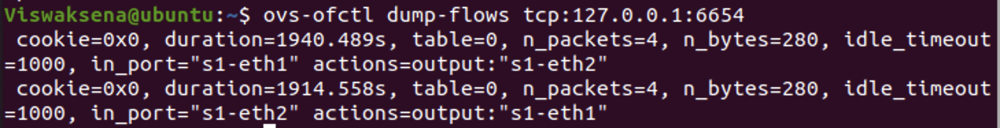 Viswaksena@ubuntu:~$ ovs-ofctl dump-flows tcp:127.0.0.1:6654
cookie=0x0, duration=1940.489s, table=0, n_packets=4, n_bytes=280, idle_timeout
=1000, in_port="s1-eth1" actions=output:"s1-eth2"
cookie=0x0, duration=1914.558s, table=0, n_packets=4, n_bytes=280, idle_timeout
=1000, in_port="s1-eth2" actions=output:"s1-eth1"